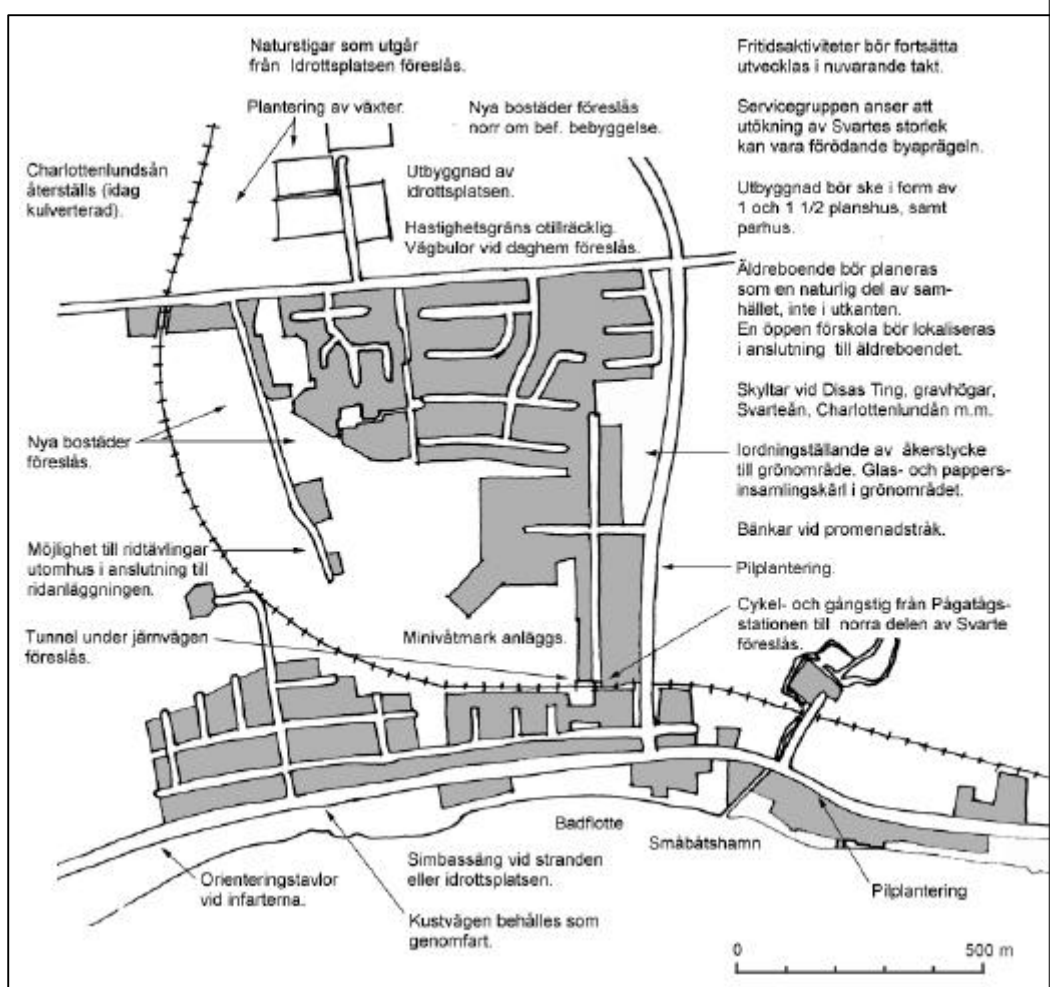 Naturstigar som utgår
från Idrottsplatsen föreslås.
Plantering av växter.
Nya bostäder föreslås
norr om bef. bebyggelse.
Charlottenlundsån
återställs (idag
kulverterad).
Utbyggnad av
idrottsplatsen.
Hastighetsgräns otillräcklig.
Vägbulor vid daghem föreslås.
Nya bostäder
föreslås.
Möjlighet till ridtävlingar
utomhus i anslutning till
ridanläggningen.
Tunnel under järnvägen
föreslås.
Minivåtmark anläggs.
Fritidsaktiviteter bör fortsätta
utvecklas i nuvarande takt.
Servicegruppen anser att
utökning av Svartes storlek
kan vara förödande byaprägeln.
Utbyggnad bör ske i form av
1 och 1 1/2 planshus, samt
parhus.
Äldreboende bör planeras
som en naturlig del av sam-
hället, inte i utkanten.
En öppen förskola bör lokaliseras
i anslutning till äldreboendet.
Skyltar vid Disas Ting, gravhögar,
Svarteån, Charlottenlundån m.m.
Iordningställande av åkerstycke
till grönområde. Glas- och pappers-
insamlingskärl i grönområdet.
Bänkar vid promenadstråk.
Pilplantering.
Cykel- och gångstig från Pågatågs-
stationen till norra delen av Svarte
föreslås.
Badflotte
Småbåtshamn
Simbassäng vid stranden
eller idrottsplatsen.
Orienteringstavlor
vid infarterna.
Kustvägen behålles som
genomfart.
Pilplantering
0 500 m